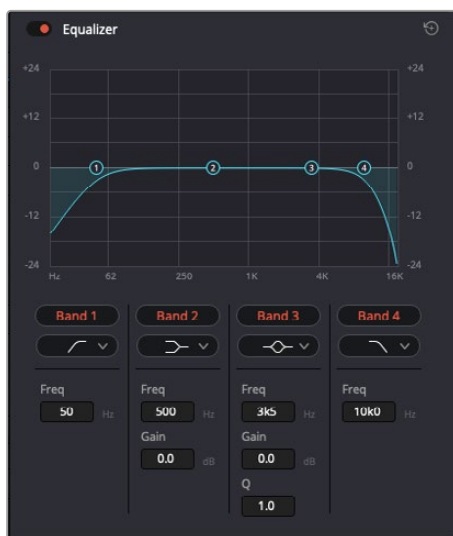 Equalizer
+24 +24
+12 +12
0 1 2 3 4 0
-12 -12
-24 -24
Hz 62 250 1K 4K 16K
Band 1 Band 2 Band 3 Band 4
Freq Freq Freq Freq
50 Hz 500 Hz 3k5 Hz 10k0 Hz
Gain Gain
0.0 dB 0.0 dB
Q
1.0